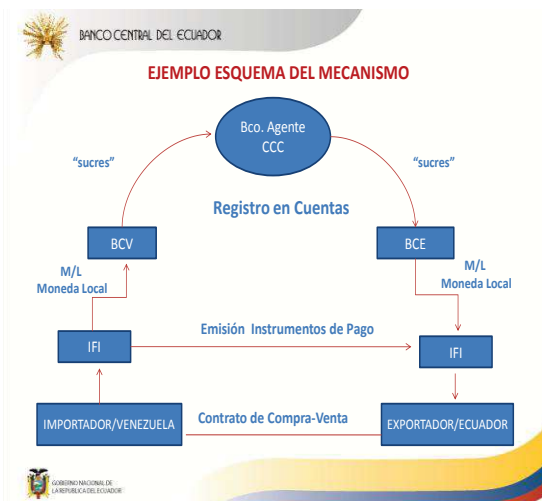 BANCO CENTRAL DEL ECUADOR
EJEMPLO ESQUEMA DEL MECANISMO
Bco. Agente
CCC
“sucres”
“sucres”
Registro en Cuentas
BCV
BCE
M/L
Moneda Local
M/L
Moneda Local
Emisión Instrumentos de Pago
IFI
IFI
IMPORTADOR/VENEZUELA
Contrato de Compra-Venta
EXPORTADOR/ECUADOR
GOBIERNO NACIONAL DE
LA REPUBLICA DEL ECUADOR